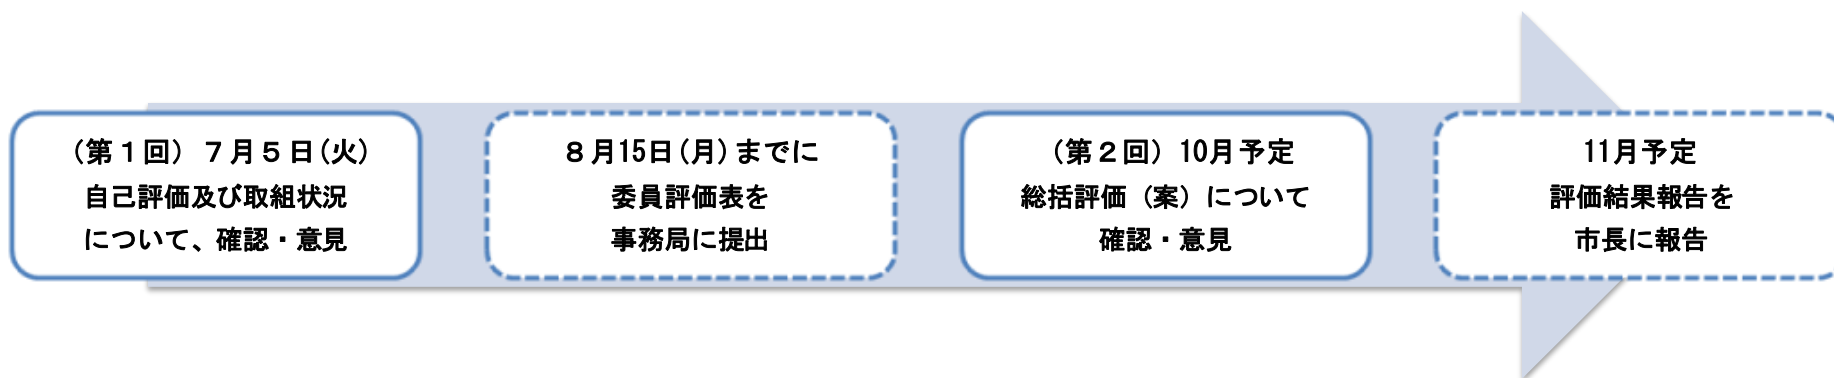 （第１回）７月５日（火）
自己評価及び取組状況
について、確認・意見
８月15日（月）までに
委員評価表を
事務局に提出
（第２回）10月予定
総括評価（案）について
確認・意見
11月予定
評価結果報告を
市長に報告